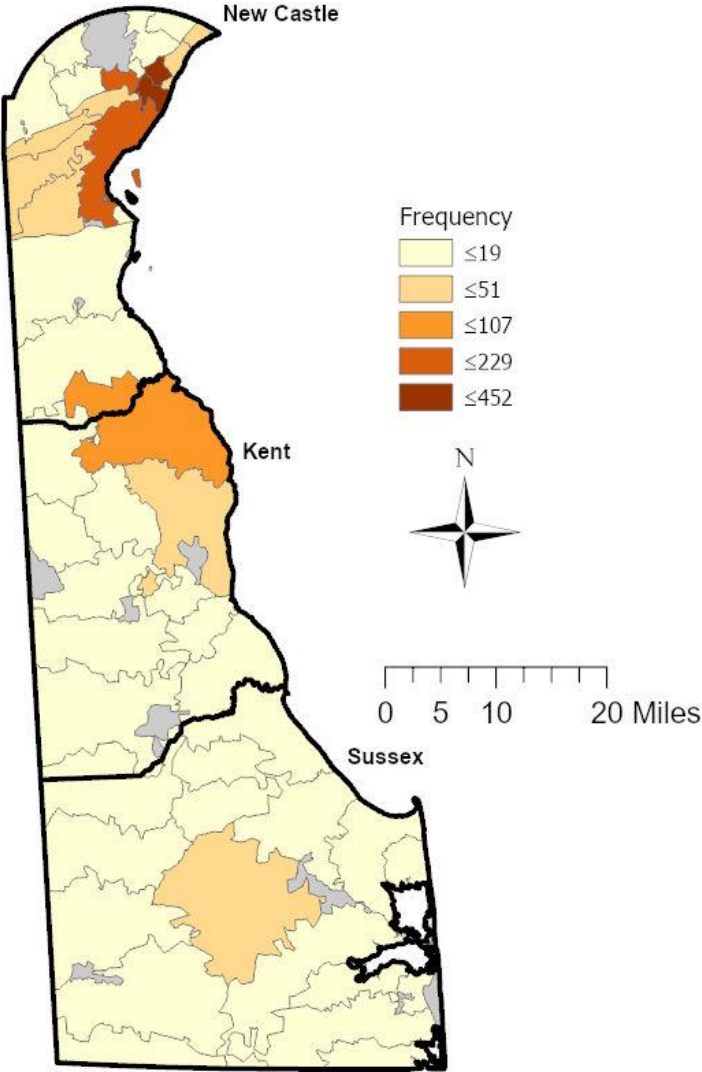 New Castle
Frequency
≤19
≤51
≤107
≤229
≤452
Kent
N
0 5 10 20 Miles
Sussex